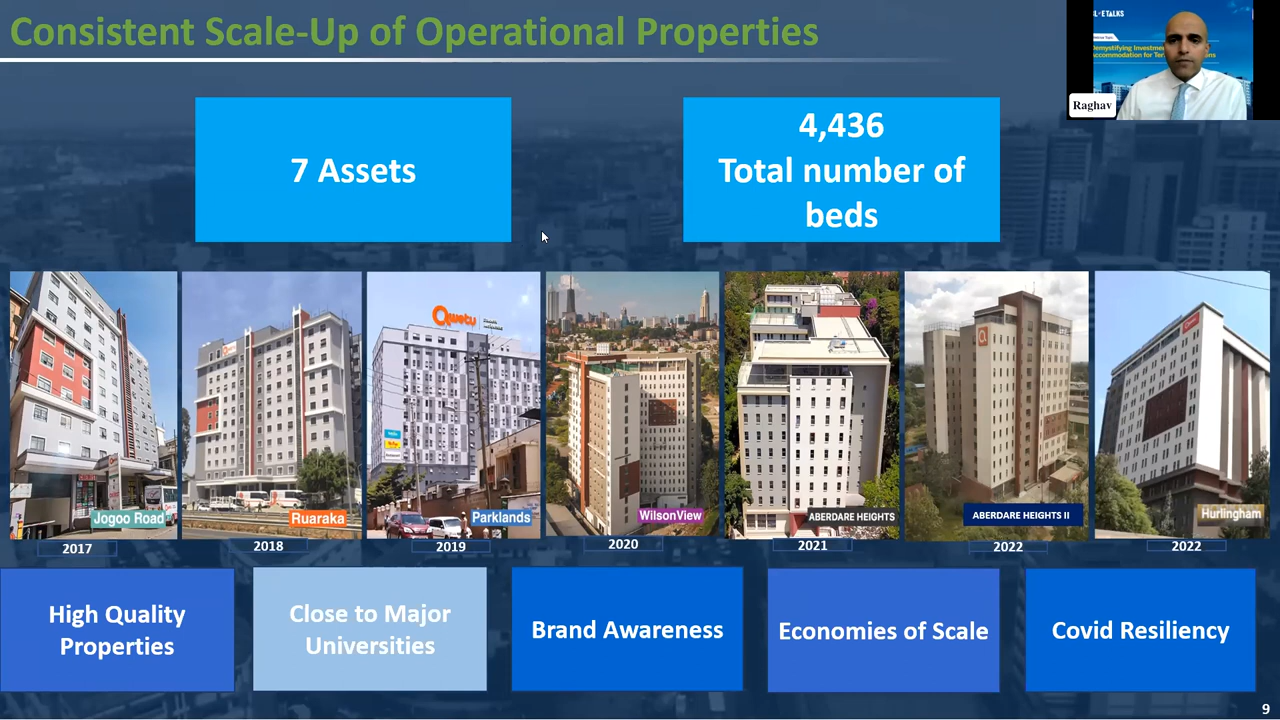 Consistent Scale-Up of Operational Properties
Raghav
7 Assets
4,436
Total number of
beds
Qwetu
Jogoo Road
Ruaraka
Parklands
WilsonView
ABERDARE HEIGHTS
ABERDARE HEIGHTS II
Hurlingham
2017
2018
2019
2020
2021
2022
2022
High Quality
Properties
Close to Major
Universities
Brand Awareness
Economies of Scale
Covid Resiliency
9